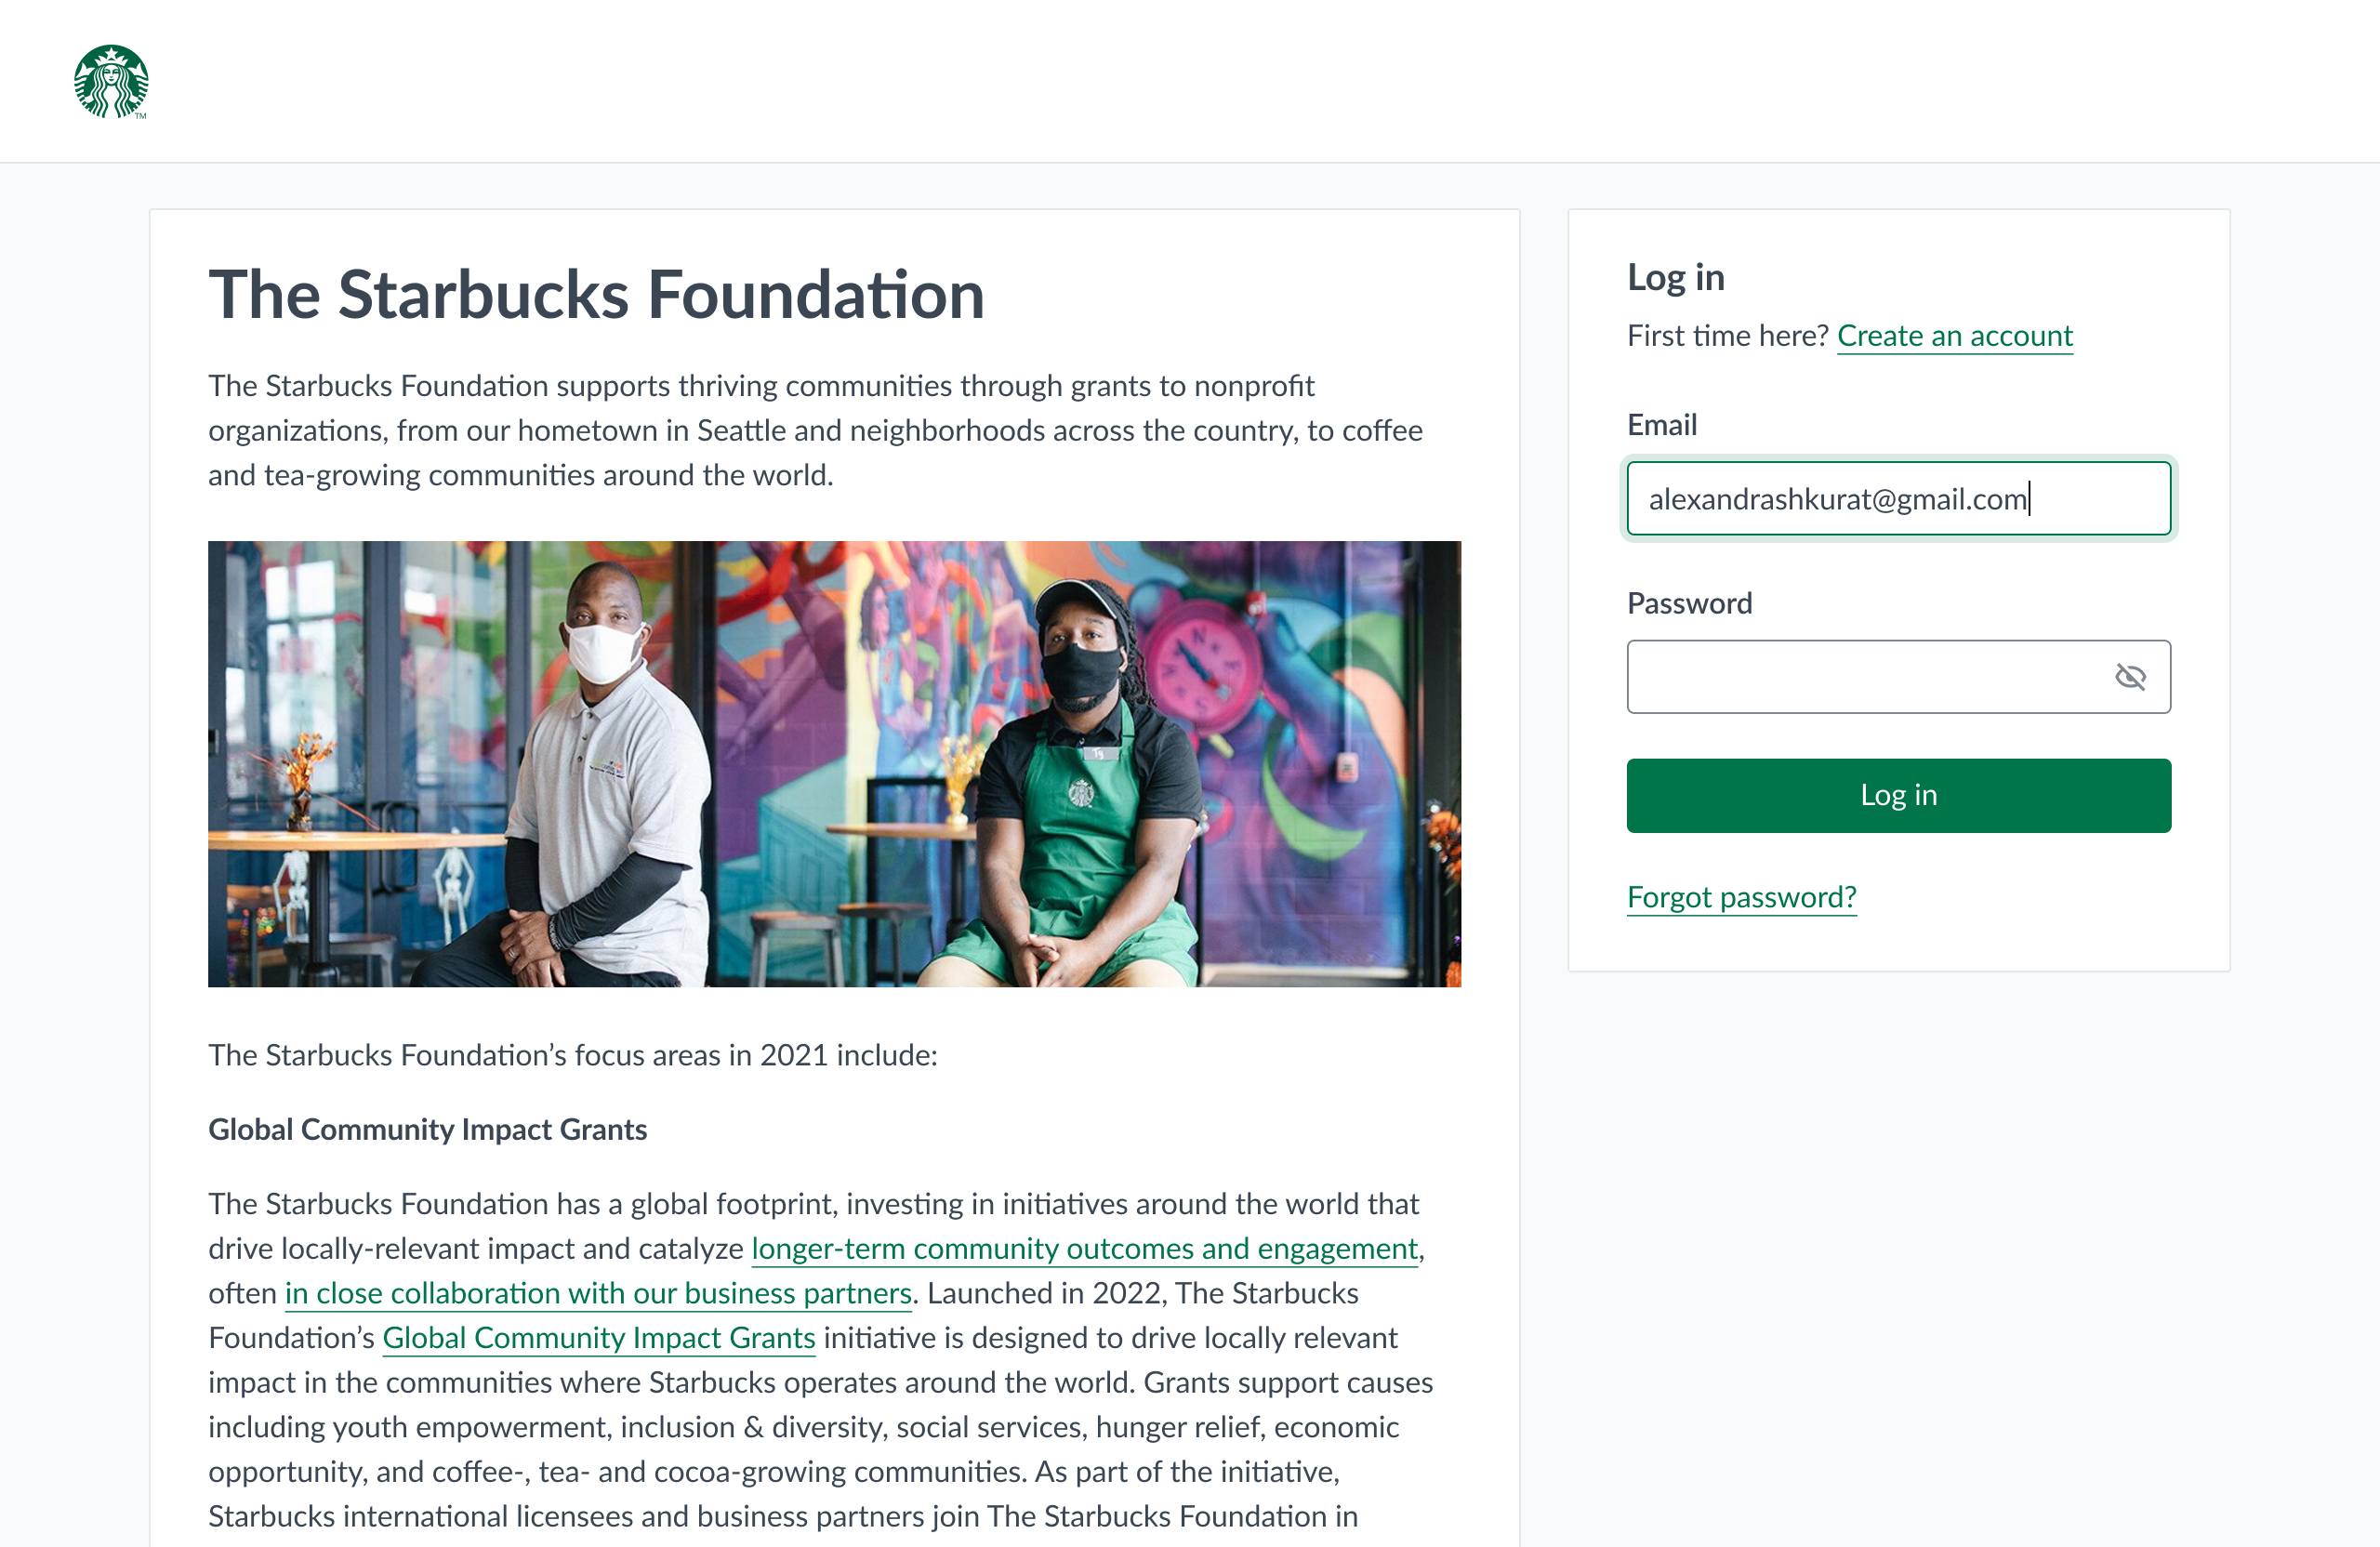 TM
The Starbucks Foundation
The Starbucks Foundation supports thriving communities through grants to nonprofit
organizations, from our hometown in Seattle and neighborhoods across the country, to coffee
and tea-growing communities around the world.
The Starbucks Foundation’s focus areas in 2021 include:
Global Community Impact Grants
The Starbucks Foundation has a global footprint, investing in initiatives around the world that
drive locally-relevant impact and catalyze longer-term community outcomes and engagement,
often in close collaboration with our business partners. Launched in 2022, The Starbucks
Foundation’s Global Community Impact Grants initiative is designed to drive locally relevant
impact in the communities where Starbucks operates around the world. Grants support causes
including youth empowerment, inclusion & diversity, social services, hunger relief, economic
opportunity, and coffee-, tea- and cocoa-growing communities. As part of the initiative,
Starbucks international licensees and business partners join The Starbucks Foundation in
Log in
First time here? Create an account
Email
alexandrashkurat@gmail.com
Password
Log in
Forgot password?